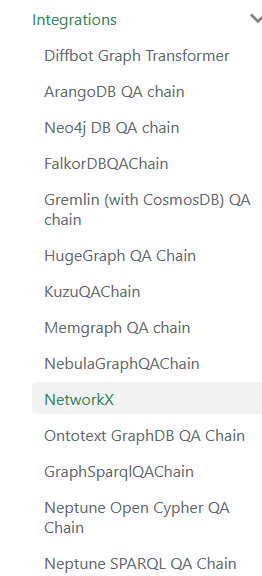 Integrations
Diffbot Graph Transformer
ArangoDB QA chain
Neo4j DB QA chain
FalkorDBQAChain
Gremlin (with CosmosDB) QA
chain
HugeGraph QA Chain
KuzuQAChain
Memgraph QA chain
NebulaGraphQAChain
NetworkX
Ontotext GraphDB QA Chain
GraphSparqlQAChain
Neptune Open Cypher QA
Chain
Neptune SPARQL QA Chain